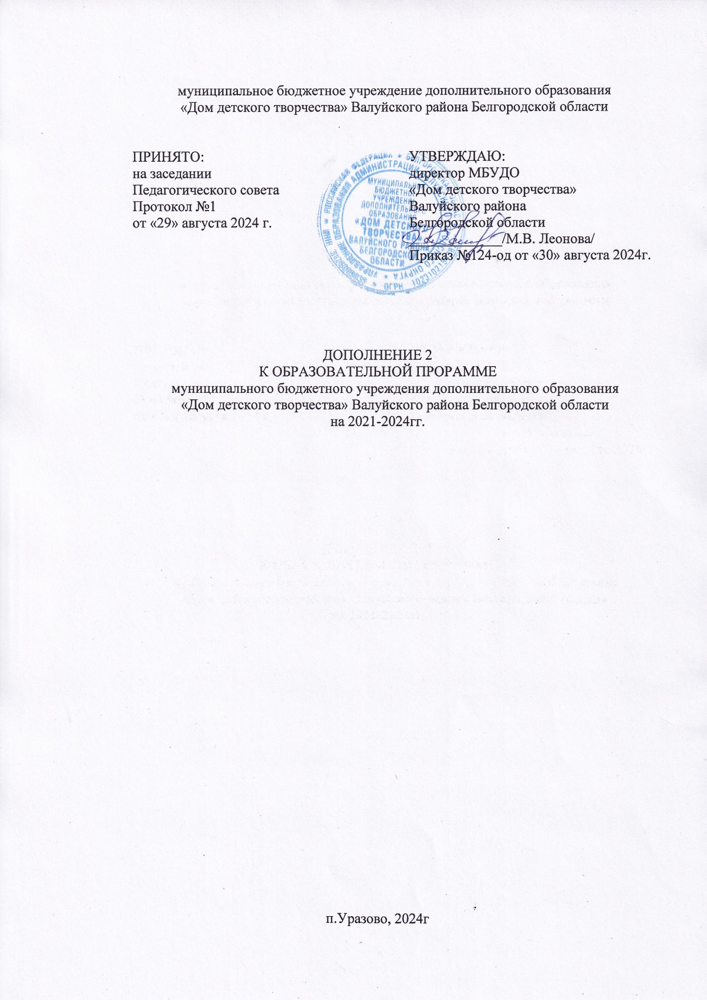 муниципальное бюджетное учреждение дополнительного образования
«Дом детского творчества» Валуйского района Белгородской области
ПРИНЯТО:
на заседании
Педагогического совета
Протокол №1
от «29» августа 2024 г.
УТВЕРЖДАЮ:
директор МБУДО
«Дом детского творчества»
Валуйского района
Белгородской области
/М.В. Леонова/
Приказ №124-од от «30» августа 2024г.
МУНИЦИПАЛЬНОЕ
БЮДЖЕТНОЕ
УЧРЕЖДЕНИЕ
ДОПОЛНИТЕЛЬНОГО
ОБРАЗОВАНИЯ
«ДОМ ДЕТСКОГО
ТВОРЧЕСТВА»
ВАЛУЙСКОГО РАЙОНА
БЕЛГОРОДСКОЙ
ОБЛАСТИ
ДОПОЛНЕНИЕ 2
К ОБРАЗОВАТЕЛЬНОЙ ПРОРАММЕ
муниципального бюджетного учреждения дополнительного образования
«Дом детского творчества» Валуйского района Белгородской области
на 2021-2024гг.
п.Уразово, 2024г